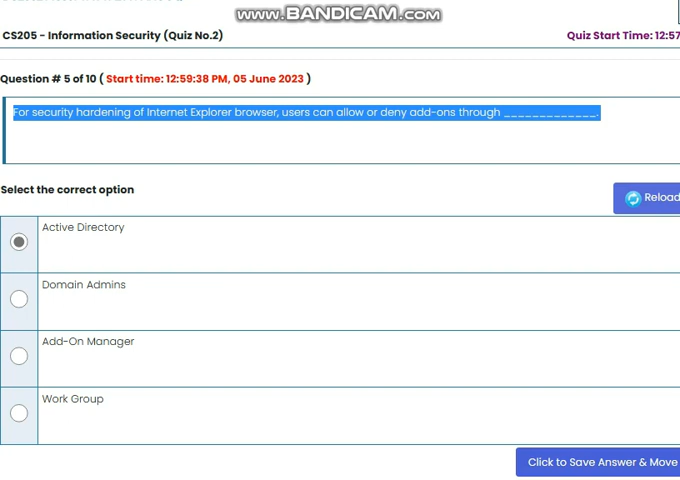 www.BANDICAM.com
CS205 - Information Security (Quiz No.2)
Quiz Start Time: 12:57
Question # 5 of 10 ( Start time: 12:59:38 PM, 05 June 2023 )
For security hardening of Internet Explorer browser, users can allow or deny add-ons through _____________.
Select the correct option
Reload
Active Directory
Domain Admins
Add-On Manager
Work Group
Click to Save Answer & Move